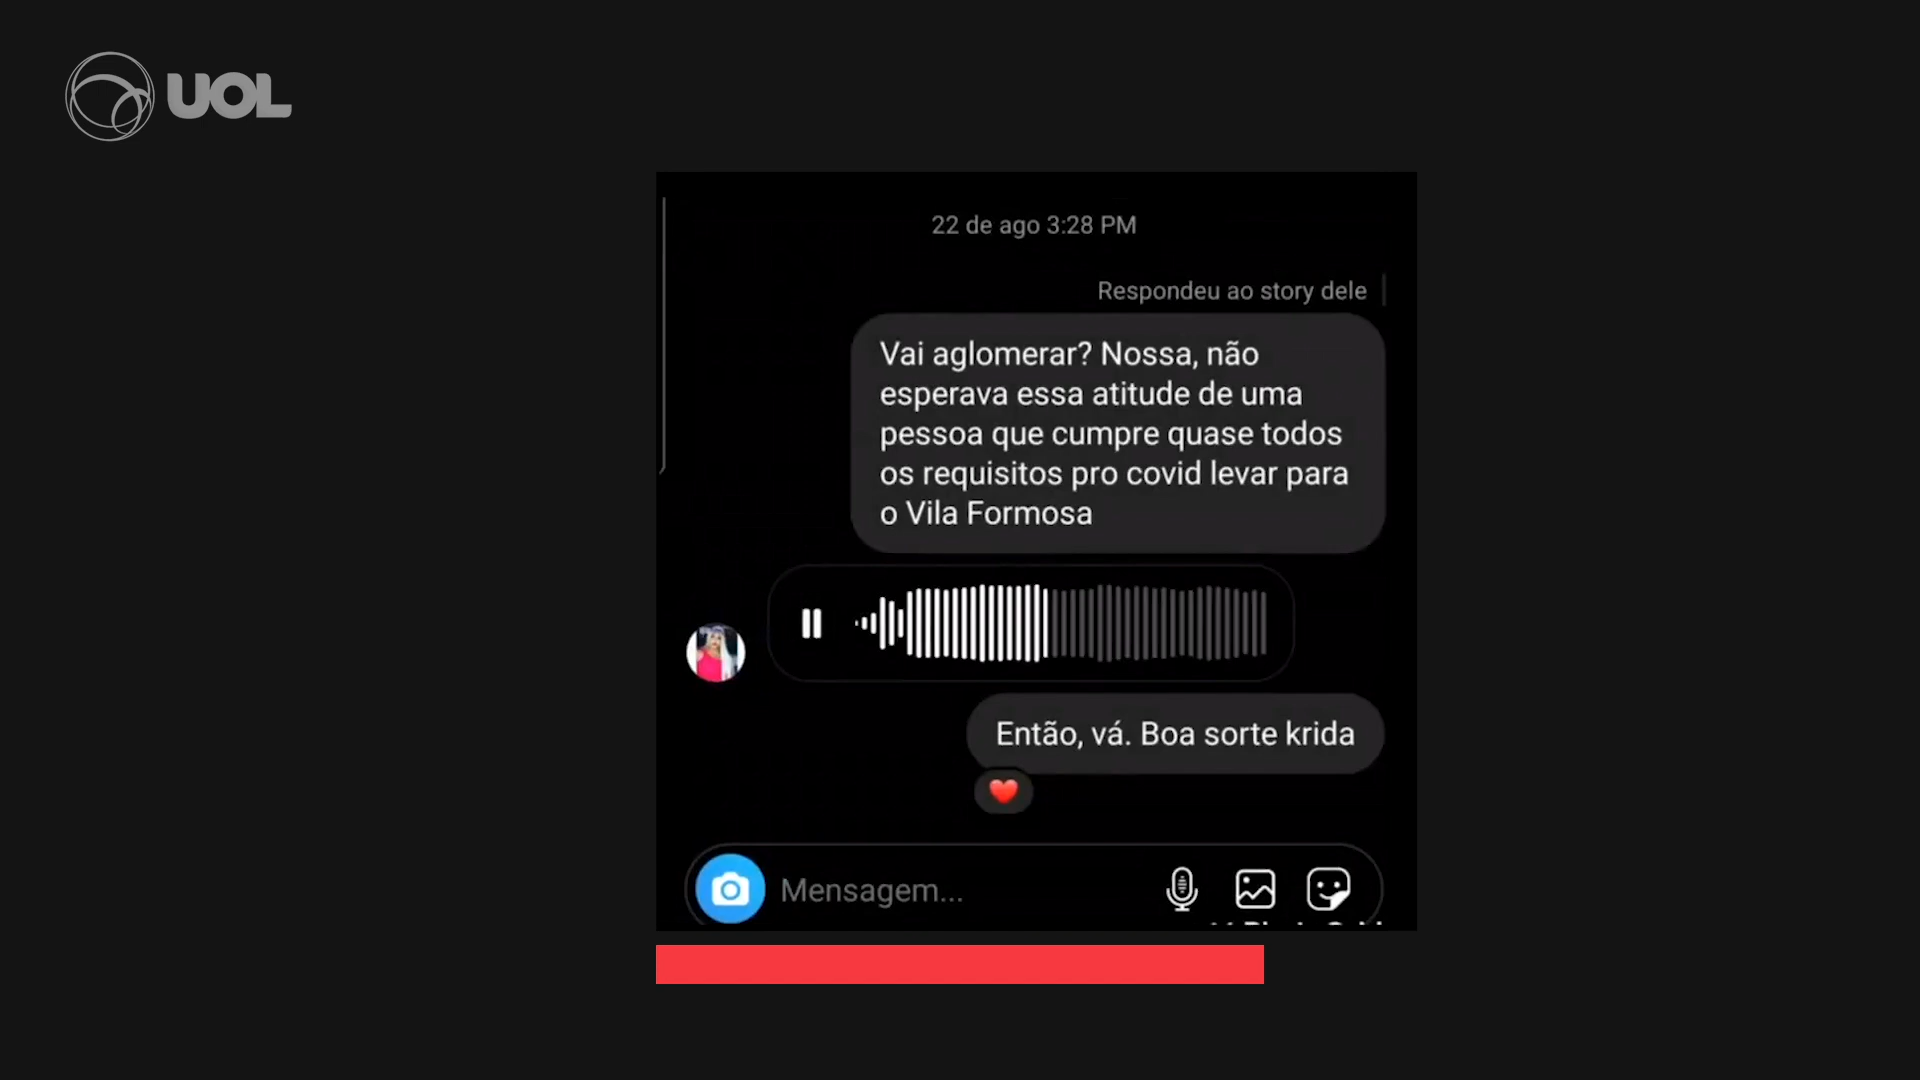 UOL
22 de ago 3:28 PM
Respondeu ao story dele
Vai aglomerar? Nossa, não
esperava essa atitude de uma
pessoa que cumpre quase todos
os requisitos pro covid levar para
o Vila Formosa
Então, vá. Boa sorte krida
Mensagem...